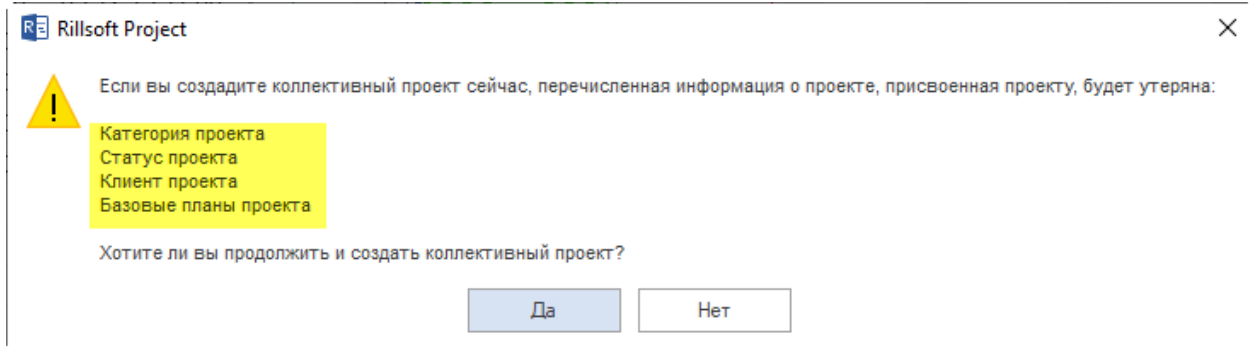 Rillsoft Project
Если вы создадите коллективный проект сейчас, перечисленная информация о проекте, присвоенная проекту, будет утеряна:
Категория проекта
Статус проекта
Клиент проекта
Базовые планы проекта
Хотите ли вы продолжить и создать коллективный проект?
Да
Нет